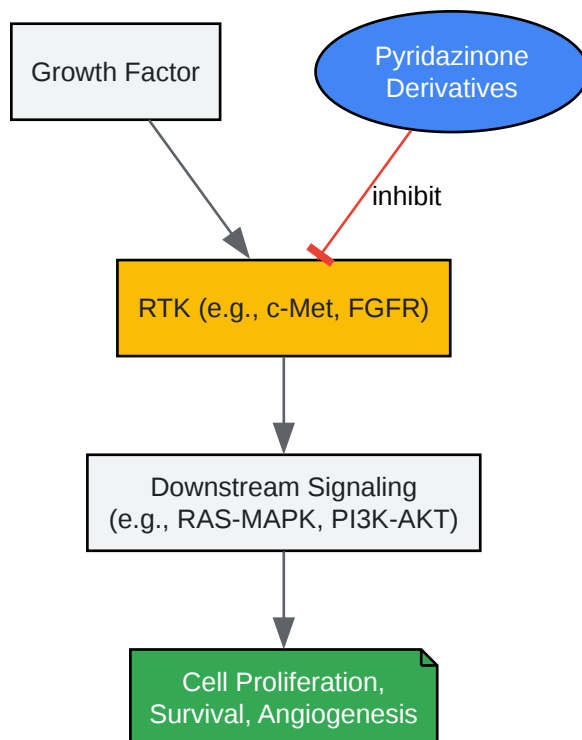 Growth Factor
Pyridazinone
Derivatives
inhibit
RTK (e.g., c-Met, FGFR)
Downstream Signaling
(e.g., RAS-MAPK, PI3K-AKT)
Cell Proliferation,
Survival, Angiogenesis